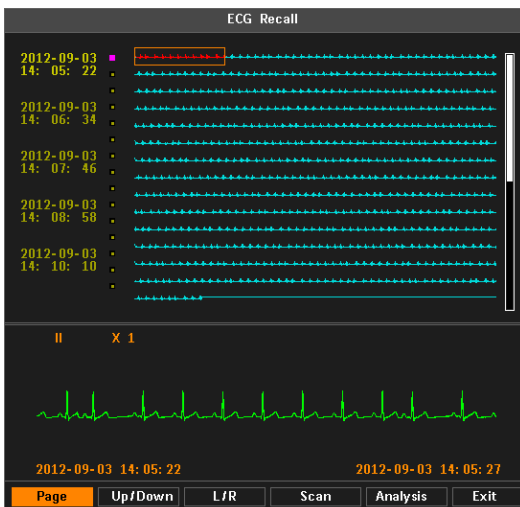 ECG Recall
2012-09-03
14: 05: 22
2012-09-03
14: 06: 34
2012-09-03
14: 07: 46
2012-09-03
14: 08: 58
2012-09-03
14: 10: 10
II X 1
2012-09-03 14:05:22 2012-09-03 14:05:27
Page Up/Down L/R Scan Analysis Exit